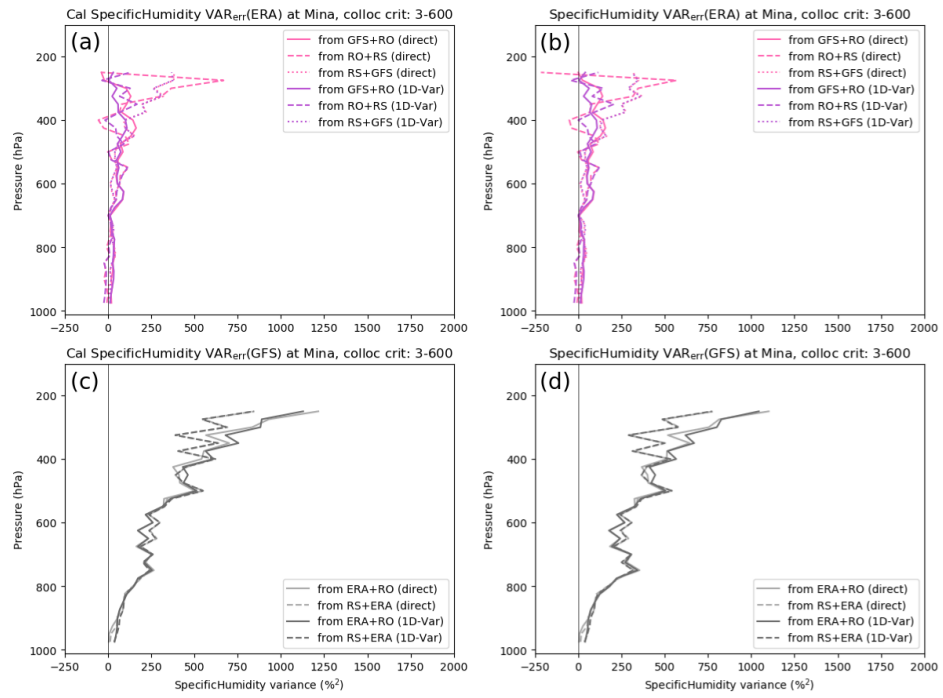 Cal SpecificHumidity VARerr(ERA) at Mina, colloc crit: 3-600
(a)
from GFS+RO (direct)
from RO+RS (direct)
from RS+GFS (direct)
from GFS+RO (1D-Var)
from RO+RS (1D-Var)
from RS+GFS (1D-Var)
Pressure (hPa)
200
400
600
800
1000
−250 0 250 500 750 1000 1250 1500 1750 2000
SpecificHumidity VARerr(ERA) at Mina, colloc crit: 3-600
(b)
from GFS+RO (direct)
from RO+RS (direct)
from RS+GFS (direct)
from GFS+RO (1D-Var)
from RO+RS (1D-Var)
from RS+GFS (1D-Var)
Pressure (hPa)
200
400
600
800
1000
−250 0 250 500 750 1000 1250 1500 1750 2000
Cal SpecificHumidity VARerr(GFS) at Mina, colloc crit: 3-600
(c)
Pressure (hPa)
200
400
600
800
1000
from ERA+RO (direct)
from RS+ERA (direct)
from ERA+RO (1D-Var)
from RS+ERA (1D-Var)
−250 0 250 500 750 1000 1250 1500 1750 2000
SpecificHumidity variance (%²)
SpecificHumidity VARerr(GFS) at Mina, colloc crit: 3-600
(d)
Pressure (hPa)
200
400
600
800
1000
from ERA+RO (direct)
from RS+ERA (direct)
from ERA+RO (1D-Var)
from RS+ERA (1D-Var)
−250 0 250 500 750 1000 1250 1500 1750 2000
SpecificHumidity variance (%²)